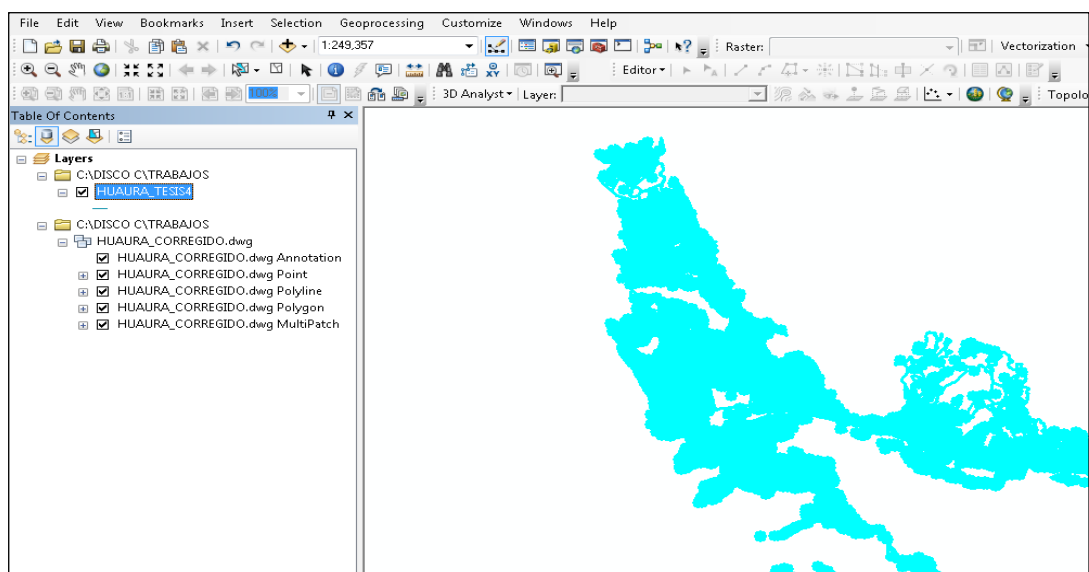 File Edit View Bookmarks Insert Selection Geoprocessing Customize Windows Help
1:249,357 Raster: Vectorization
Editor
100% 3D Analyst Layer: Topolo
Table Of Contents
Layers
C:\DISCO C\TRABAJOS
HUAURA_TESIS4
C:\DISCO C\TRABAJOS
HUAURA_CORREGIDO.dwg
HUAURA_CORREGIDO.dwg Annotation
HUAURA_CORREGIDO.dwg Point
HUAURA_CORREGIDO.dwg Polyline
HUAURA_CORREGIDO.dwg Polygon
HUAURA_CORREGIDO.dwg MultiPatch